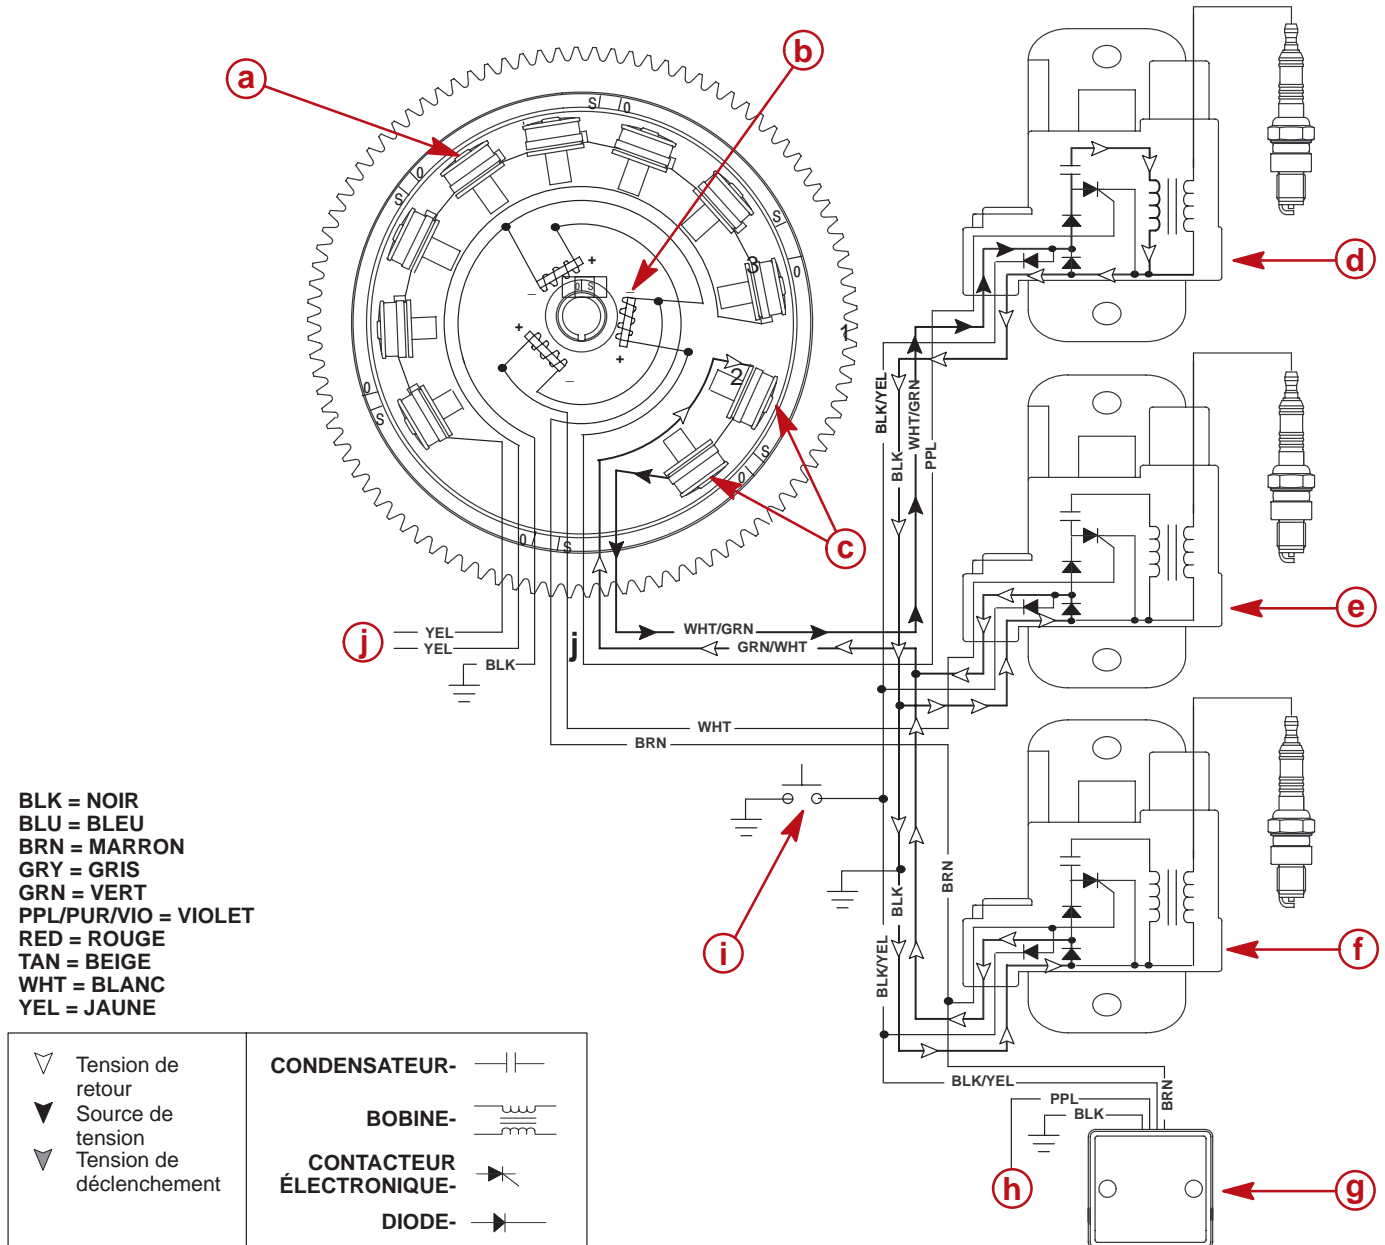 a
b
S/
0
0
S
S
0
3
+
−
0 S
−
d
+
+
−
1
2
0
S
S
0
0
S
c
BLK/YEL
BLK
WHT/GRN
PPL
e
j
YEL
YEL
BLK
j
WHT/GRN
GRN/WHT
WHT
BRN
i
BLK/YEL
BLK
BRN
f
BLK = NOIR
BLU = BLEU
BRN = MARRON
GRY = GRIS
GRN = VERT
PPL/PUR/VIO = VIOLET
RED = ROUGE
TAN = BEIGE
WHT = BLANC
YEL = JAUNE
Tension de
retour
Source de
tension
Tension de
déclenchement
CONDENSATEUR-
BOBINE-
CONTACTEUR
ÉLECTRONIQUE-
DIODE-
BLK/YEL
PPL
BLK
BRN
h
g